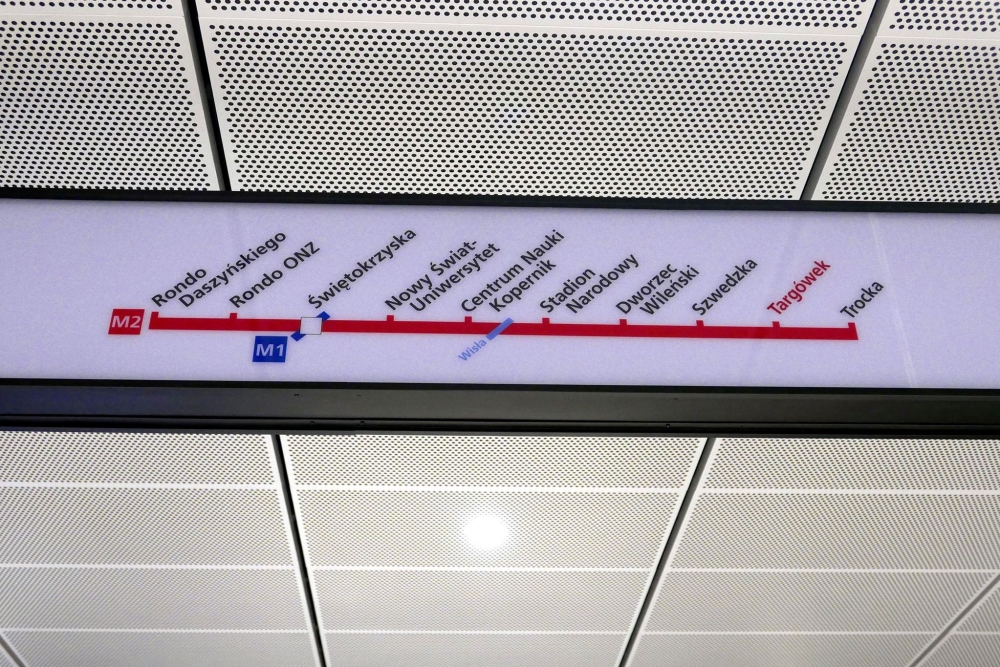 M2
Rondo
Daszyńskiego
Rondo ONZ
M1
Świętokrzyska
Nowy Świat-
Uniwersytet
Centrum Nauki
Kopernik
Wisła
Stadion
Narodowy
Dworzec
Wileński
Szwedzka
Targówek
Trocka